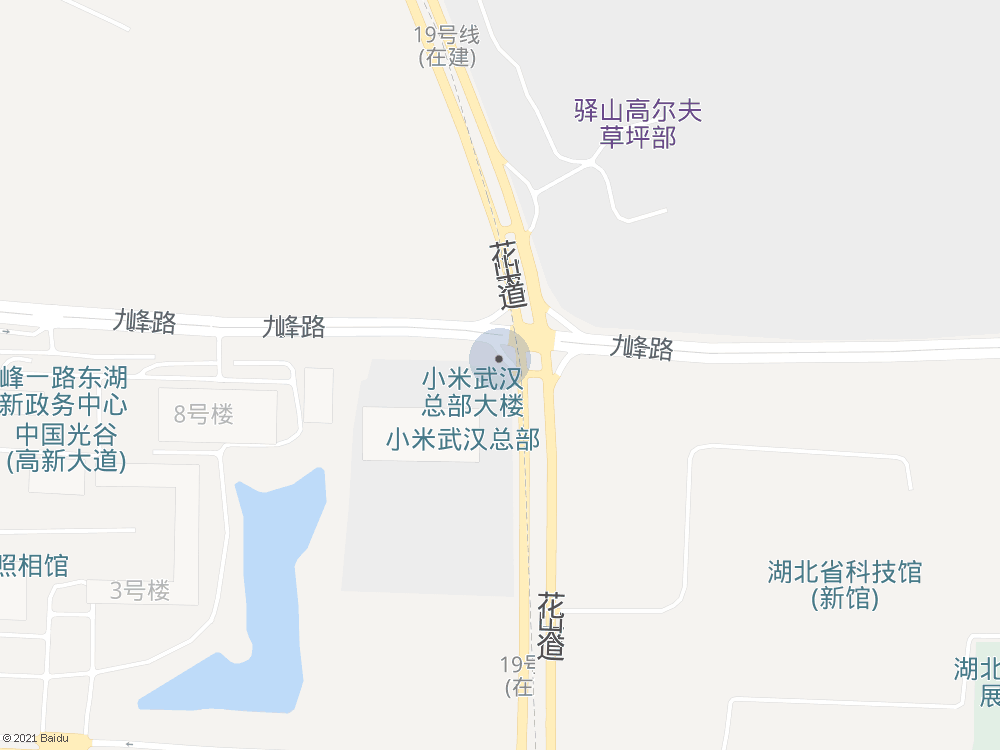 19号线
(在建)
驿山高尔夫
草坪部
花山大道
九峰路
九峰路
九峰路
峰一路东湖
新政务中心
小米武汉
总部大楼
8号楼
中国光谷
(高新大道)
小米武汉总部
照相馆
3号楼
湖北省科技馆
(新馆)
花山大道
19号
(在
湖北
展
© 2021 Baidu